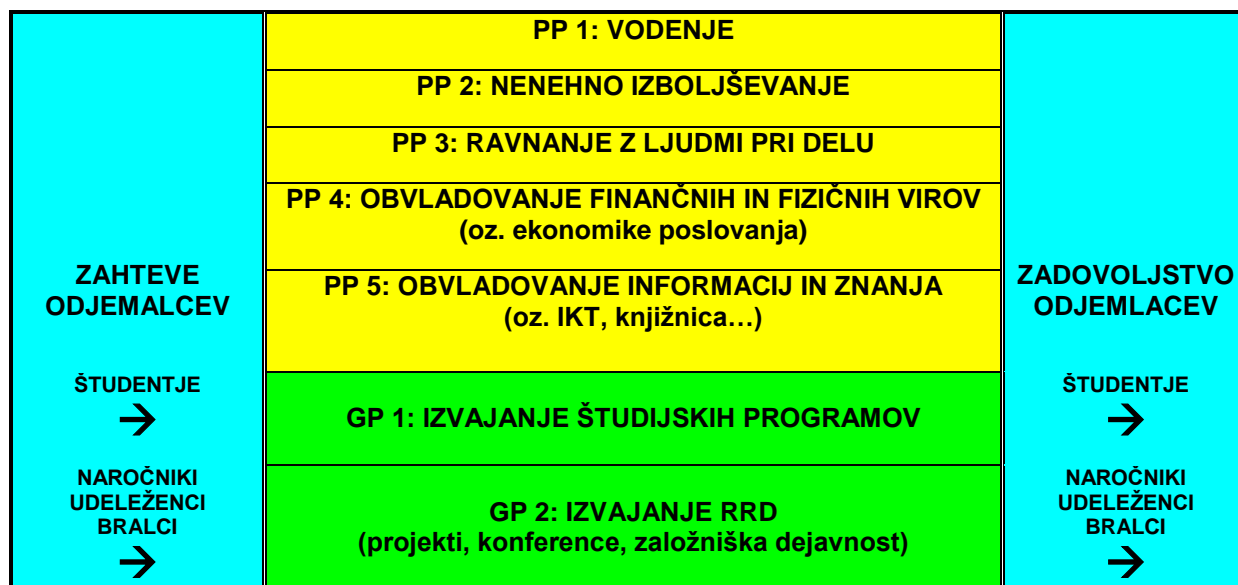 ZAHTEVE
ODJEMALCEV
ŠTUDENTJE
→
NAROČNIKI
UDELEŽENCI
BRALCI
→
PP 1: VODENJE
PP 2: NENEHNO IZBOLJŠEVANJE
PP 3: RAVNANJE Z LJUDMI PRI DELU
PP 4: OBVLADOVANJE FINANČNIH IN FIZIČNIH VIROV
(oz. ekonomike poslovanja)
PP 5: OBVLADOVANJE INFORMACIJ IN ZNANJA
(oz. IKT, knjižnica…)
GP 1: IZVAJANJE ŠTUDIJSKIH PROGRAMOV
GP 2: IZVAJANJE RRD
(projekti, konference, založniška dejavnost)
ZADOVOLJSTVO
ODJEMLACEV
ŠTUDENTJE
→
NAROČNIKI
UDELEŽENCI
BRALCI
→